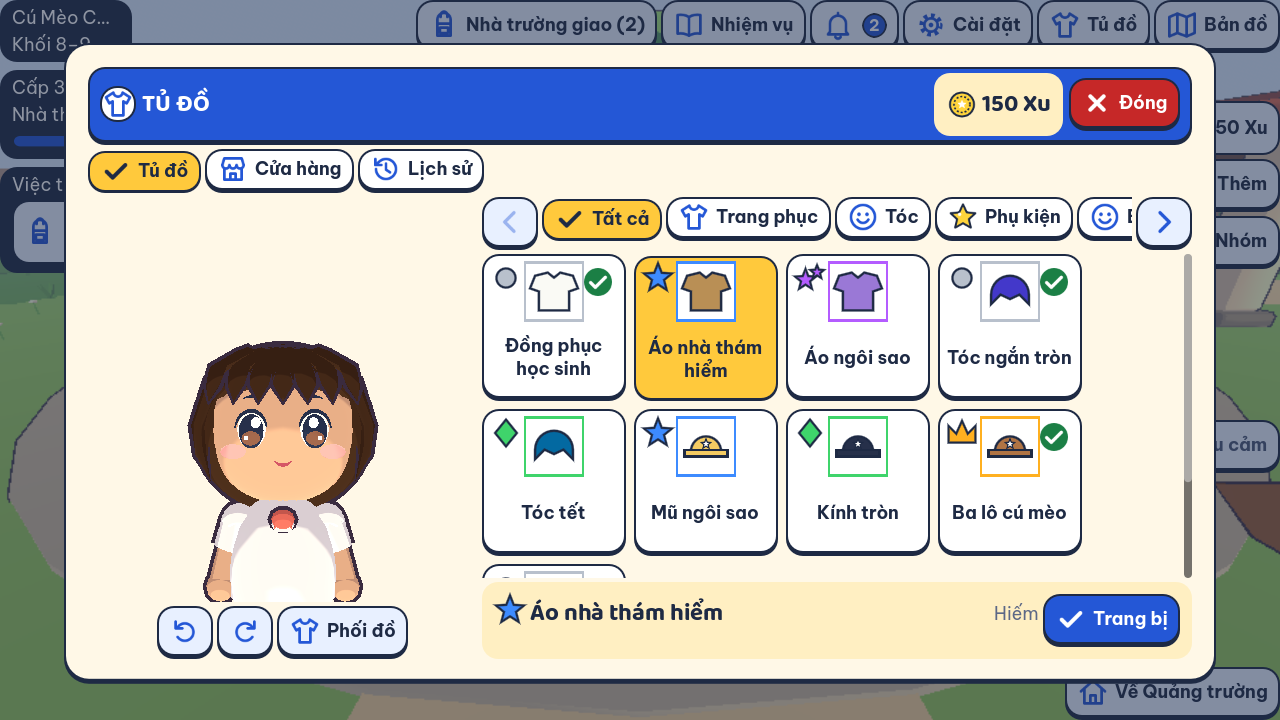 Cú Mèo C...
Khối 8–9
Nhà trường giao (2)
Nhiệm vụ
2
Cài đặt
Tủ đồ
Bản đồ
Cấp 3
TỦ ĐỒ
150 Xu
Đóng
50 Xu
Tủ đồ
Cửa hàng
Lịch sử
Việc
Thêm
Tất cả
Trang phục
Tóc
Phụ kiện
Nhóm
Đồng phục
học sinh
Áo nhà thám
hiểm
Áo ngôi sao
Tóc ngắn tròn
Tóc tết
Mũ ngôi sao
Kính tròn
Ba lô cú mèo
cảm
Áo nhà thám hiểm
Hiếm
Trang bị
Phối đồ
Về Quảng trường